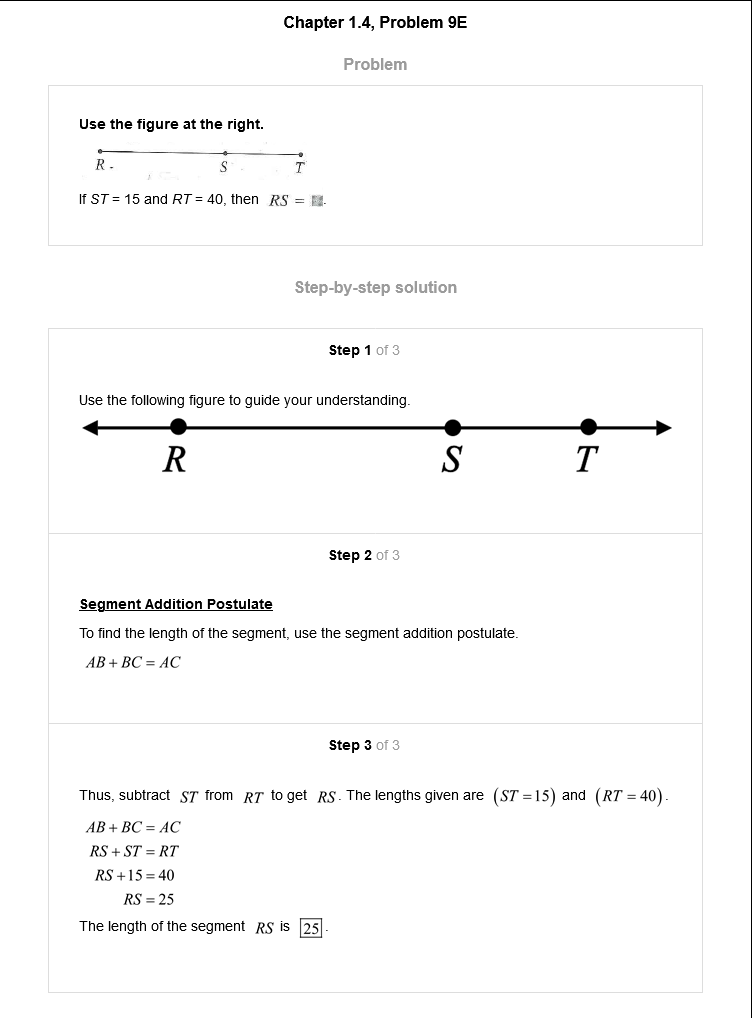 Chapter 1.4, Problem 9E
Problem
Use the figure at the right.
R S T
If ST = 15 and RT = 40, then RS = .
Step-by-step solution
Step 1 of 3
Use the following figure to guide your understanding.
R S T
Step 2 of 3
Segment Addition Postulate
To find the length of the segment, use the segment addition postulate.
AB + BC = AC
Step 3 of 3
Thus, subtract ST from RT to get RS. The lengths given are (ST = 15) and (RT = 40).
AB + BC = AC
RS + ST = RT
RS + 15 = 40
RS = 25
The length of the segment RS is 25.